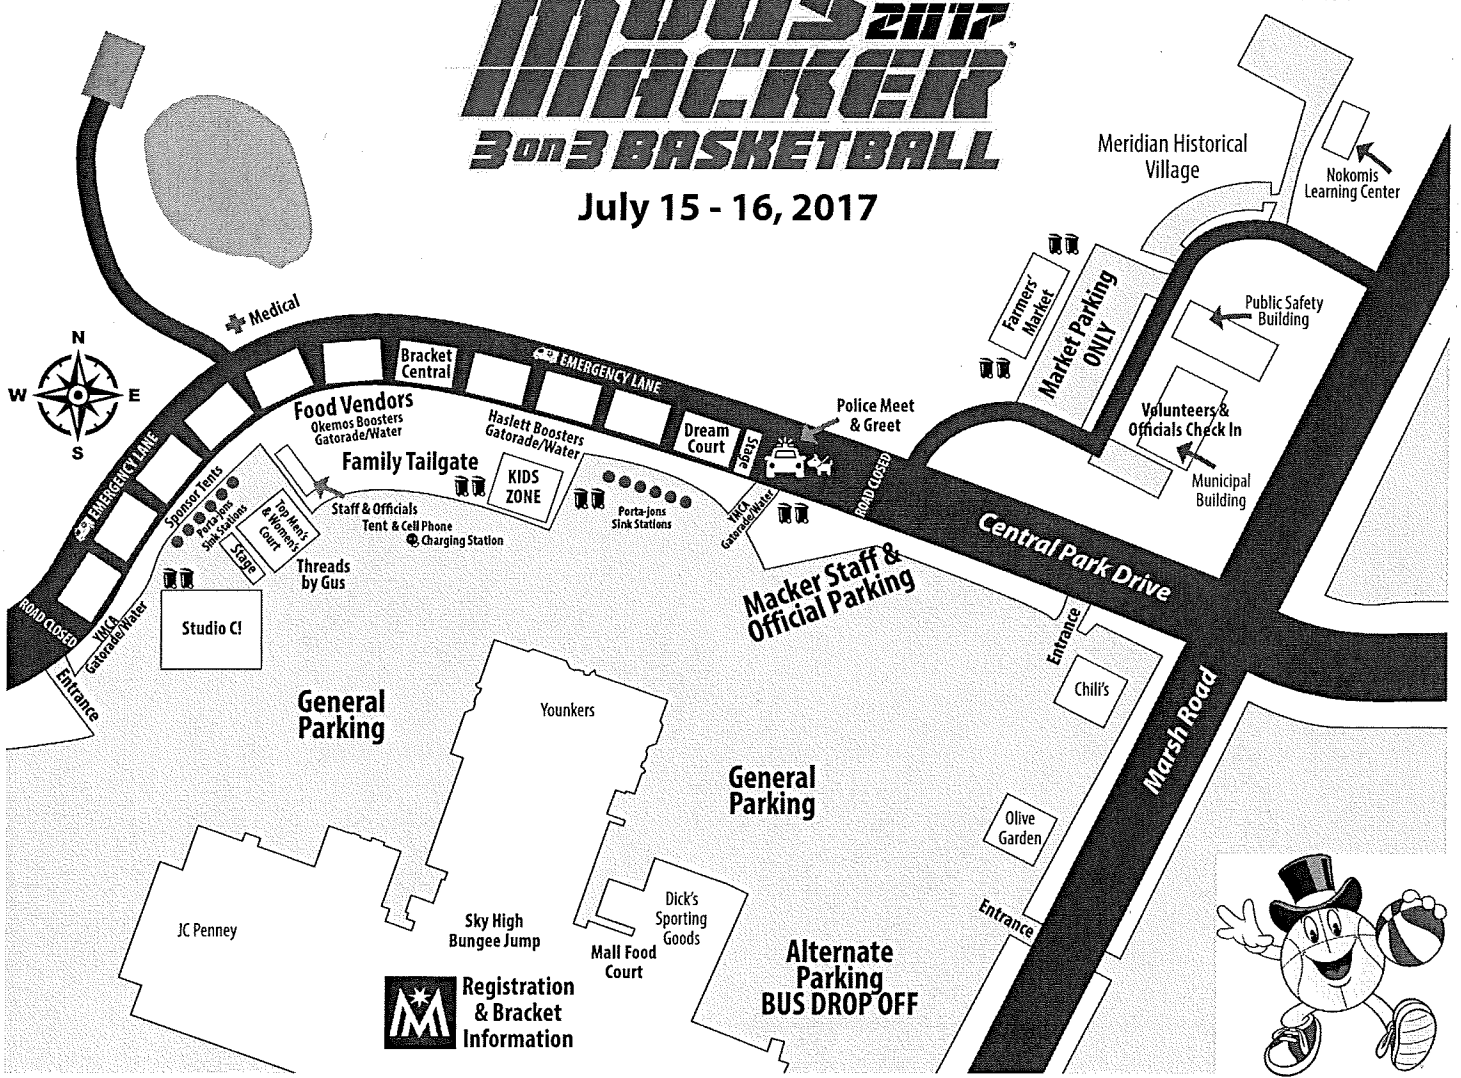 GUS 2017
MACKER
3 on 3 BASKETBALL
July 15 - 16, 2017
Meridian Historical
Village
Nokomis
Learning Center
Farmers'
Market
Market Parking
ONLY
Public Safety
Building
Volunteers &
Officials Check In
Municipal
Building
Medical
N
W
E
S
EMERGENCY LANE
EMERGENCY LANE
Bracket
Central
Food Vendors
Okemos Boosters
Gatorade/Water
Haslett Boosters
Gatorade/Water
Dream
Court
Stage
Police Meet
& Greet
ROAD CLOSED
Central Park Drive
Family Tailgate
KIDS
ZONE
Porta-jons
Sink Stations
YMCA
Gatorade/Water
Sponsor Tents
Porta-jons
Sink Stations
Stage
Top Men's
& Women's
Court
Staff & Officials
Tent & Cell Phone
Charging Station
Threads
by Gus
Macker Staff &
Official Parking
ROAD CLOSED
YMCA
Gatorade/Water
Entrance
Studio C!
General
Parking
Younkers
General
Parking
Entrance
Chili's
Marsh Road
Olive
Garden
Entrance
JC Penney
Sky High
Bungee Jump
Mall Food
Court
Dick's
Sporting
Goods
Alternate
Parking
BUS DROP OFF
M
Registration
& Bracket
Information